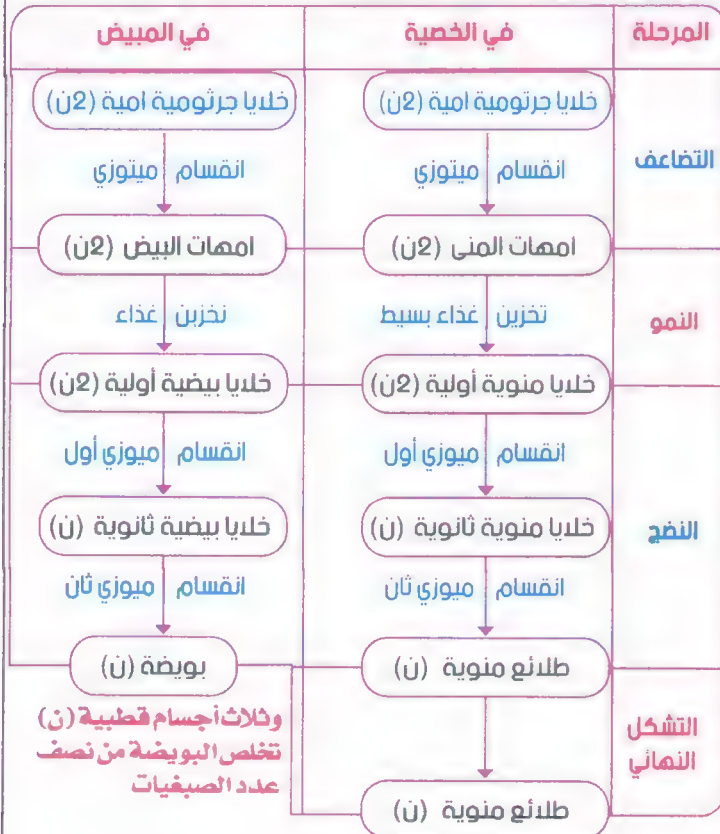 المرحلة
في الخصية
في المبيض
التضاعف
خلايا جرتومية امية (2ن)
خلايا جرثومية امية (2ن)
انقسام ميتوزي
انقسام ميتوزي
امهات المنى (2ن)
امهات البيض (2ن)
النمو
تخزين غذاء بسيط
نخزبن غذاء
خلايا منوية أولية (2ن)
خلايا بيضية أولية (2ن)
النضج
انقسام ميوزي أول
انقسام ميوزي أول
خلايا منوية ثانوية (ن)
خلايا بيضية ثانوية (ن)
انقسام ميوزي ثان
انقسام ميوزي ثان
طلائع منوية (ن)
بويضة (ن)
التشكل
النهائي
وثلاث أجسام قطبية (ن)
تخلص البويضة من نصف
عدد الصبغيات
طلائع منوية (ن)